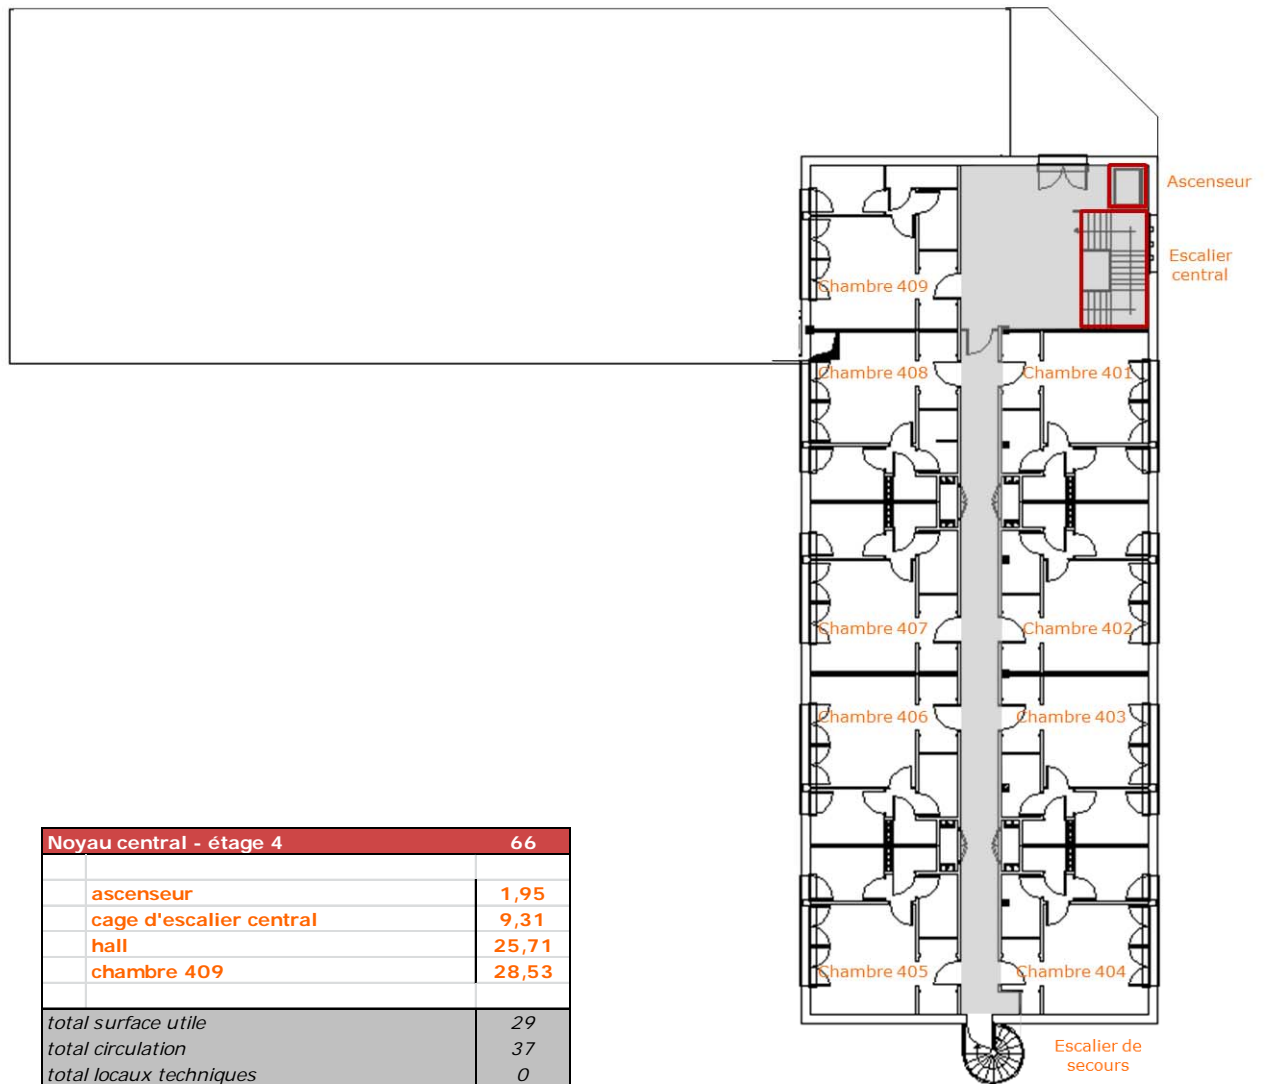 Ascenseur
Escalier
central
Chambre 409
Chambre 408
Chambre 401
Chambre 407
Chambre 402
Chambre 406
Chambre 403
Chambre 405
Chambre 404
Escalier de
secours
Noyau central - étage 4 66
ascenseur 1,95
cage d'escalier central 9,31
hall 25,71
chambre 409 28,53
total surface utile 29
total circulation 37
total locaux techniques 0